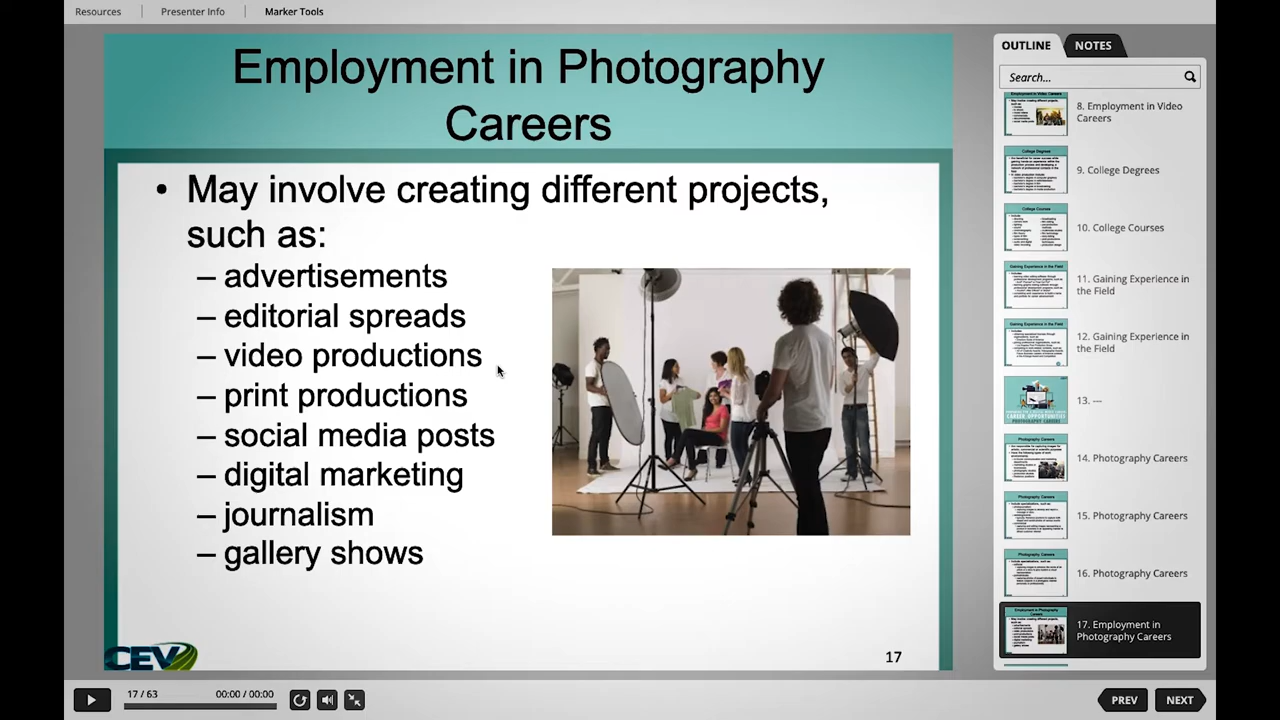 Resources
Presenter Info
Marker Tools
Employment in Photography
Careers
• May involve creating different projects,
such as:
– advertisements
– editorial spreads
– video productions
– print productions
– social media posts
– digital marketing
– journalism
– gallery shows
CEV
17
OUTLINE
NOTES
Search...
8. Employment in Video
Careers
9. College Degrees
10. College Courses
11. Gaining Experience in
the Field
12. Gaining Experience in
the Field
13. ---
14. Photography Careers
15. Photography Careers
16. Photography Careers
17. Employment in
Photography Careers
17 / 63
00:00 / 00:00
PREV
NEXT